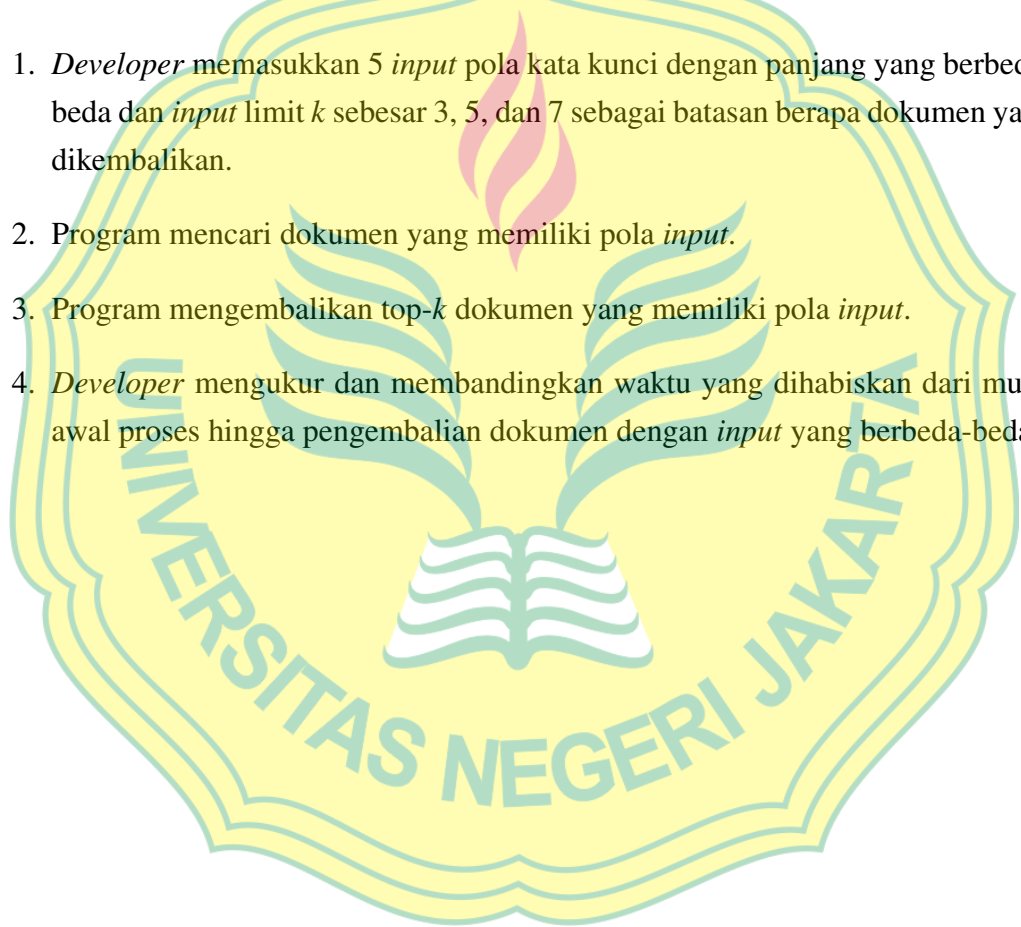 1. Developer memasukkan 5 input pola kata kunci dengan panjang yang berbed
beda dan input limit k sebesar 3, 5, dan 7 sebagai batasan berapa dokumen ya
dikembalikan.
2. Program mencari dokumen yang memiliki pola input.
3. Program mengembalikan top-k dokumen yang memiliki pola input.
4. Developer mengukur dan membandingkan waktu yang dihabiskan dari mu
awal proses hingga pengembalian dokumen dengan input yang berbeda-beda
UNIVERSITAS NEGERI JAKARTA